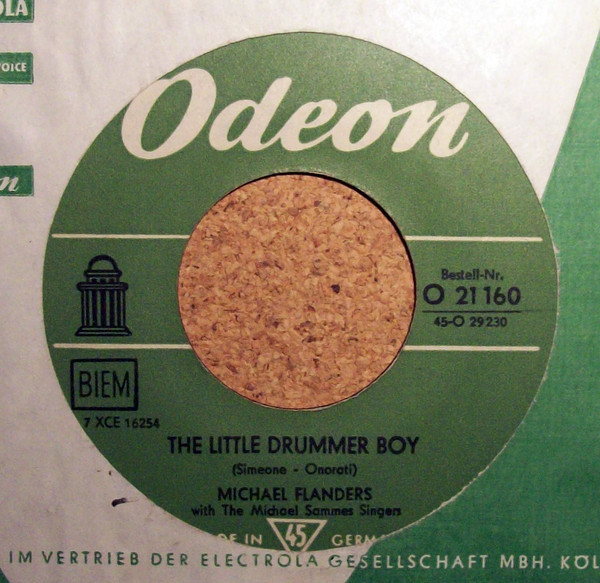 Odeon
Bestell-Nr.
O 21 160
45-O 29 230
BIEM
7 XCE 16254
THE LITTLE DRUMMER BOY
(Simeone - Onorati)
MICHAEL FLANDERS
with The Michael Sammes Singers
IN 45
IM VERTRIEB DER ELECTROLA GESELLSCHAFT MBH.